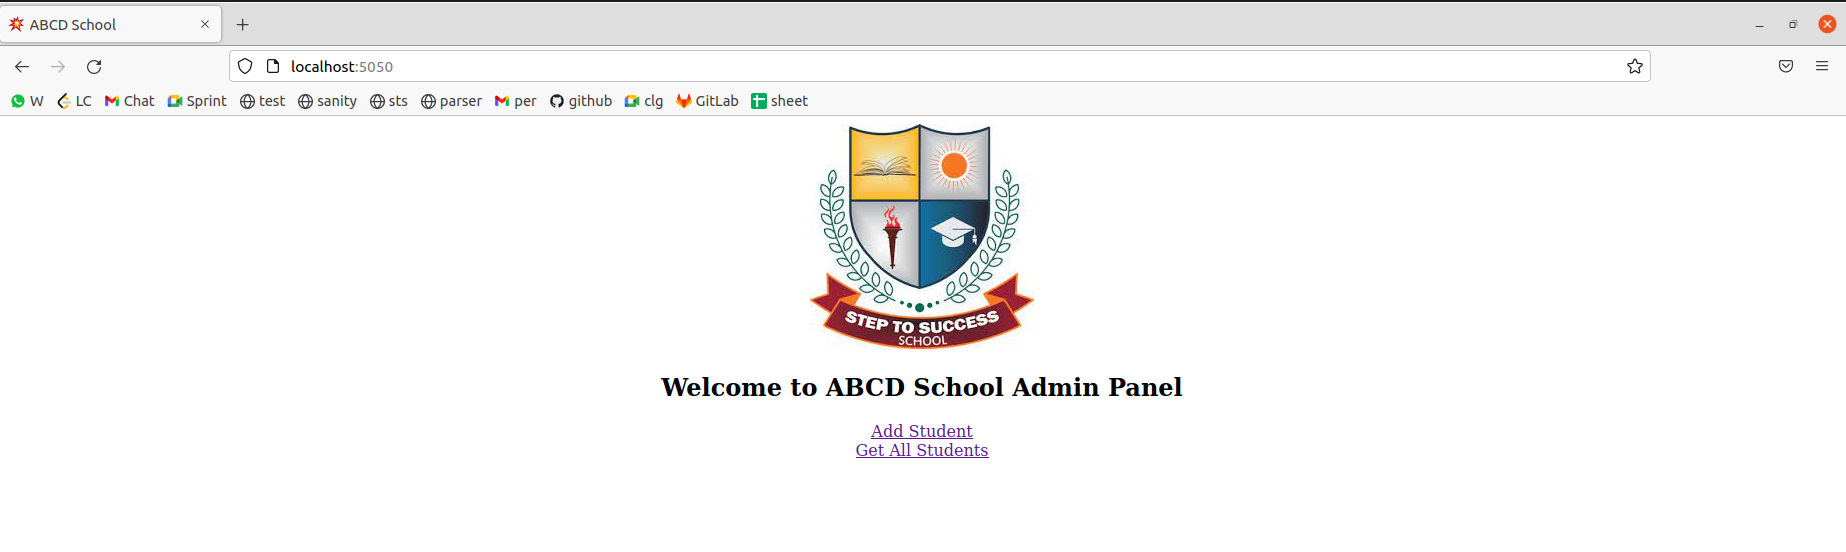 ABCD School
localhost:5050
W LC Chat Sprint test sanity sts parser per github clg GitLab sheet
STEP TO SUCCESS
SCHOOL
Welcome to ABCD School Admin Panel
Add Student
Get All Students